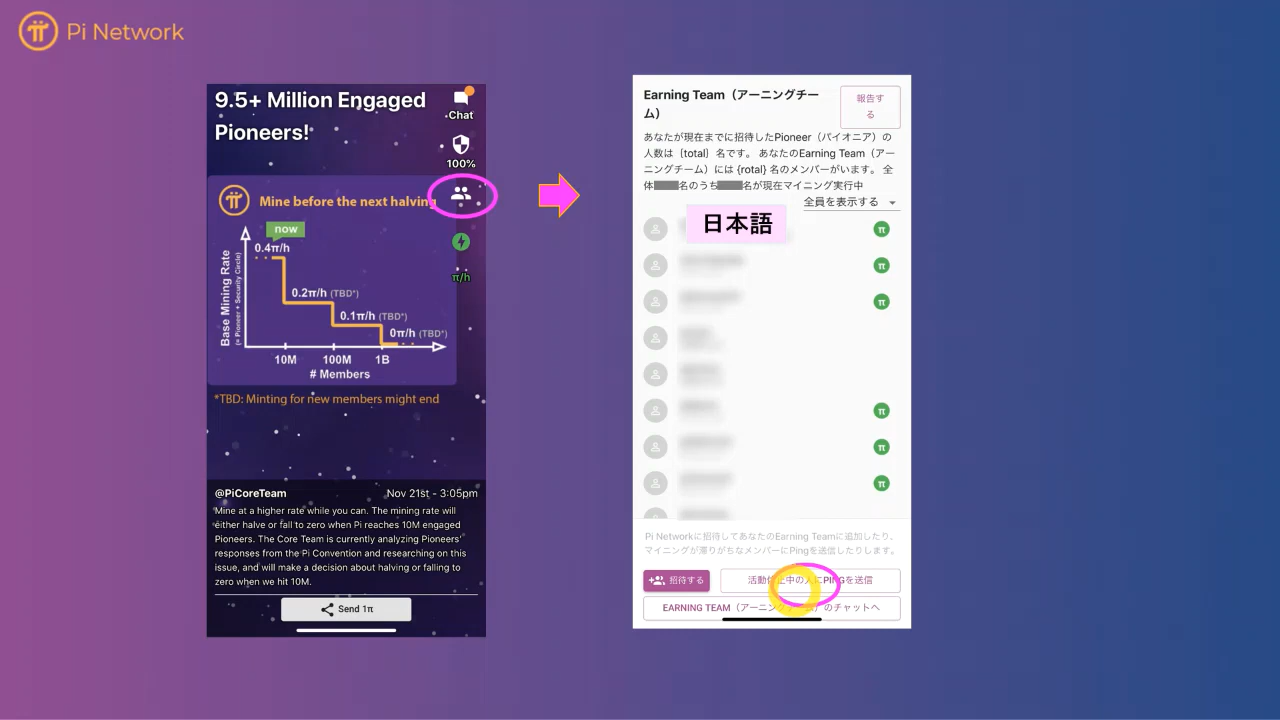 Pi Network
9.5+ Million Engaged
Pioneers!
Chat
100%
Mine before the next halving
now
0.4π/h
π/h
0.2π/h (TBD*)
0.1π/h (TBD*)
0π/h (TBD*)
Base Mining Rate
(= Pioneer + Security Circle)
10M 100M 1B
# Members
*TBD: Minting for new members might end
@PiCoreTeam Nov 21st - 3:05pm
Mine at a higher rate while you can. The mining rate will
either halve or fall to zero when Pi reaches 10M engaged
Pioneers. The Core Team is currently analyzing Pioneers'
responses from the Pi Convention and researching on this
issue, and will make a decision about halving or falling to
zero when we hit 10M.
Send 1π
Earning Team（アーニングチー
ム）
報告す
る
あなたが現在までに招待したPioneer（パイオニア）の
人数は｛total｝名です。 あなたのEarning Team（アー
ニングチーム）には {rotal} 名のメンバーがいます。 全
体 名のうち 名が現在マイニング実行中
全員を表示する
日本語
π
π
π
π
π
π
Pi Networkに招待してあなたのEarning Teamに追加したり、
マイニングが滞りがちなメンバーにPingを送信したりします。
招待する
活動停止中の人にPINGを送信
EARNING TEAM（アーニングチーム）のチャットへ